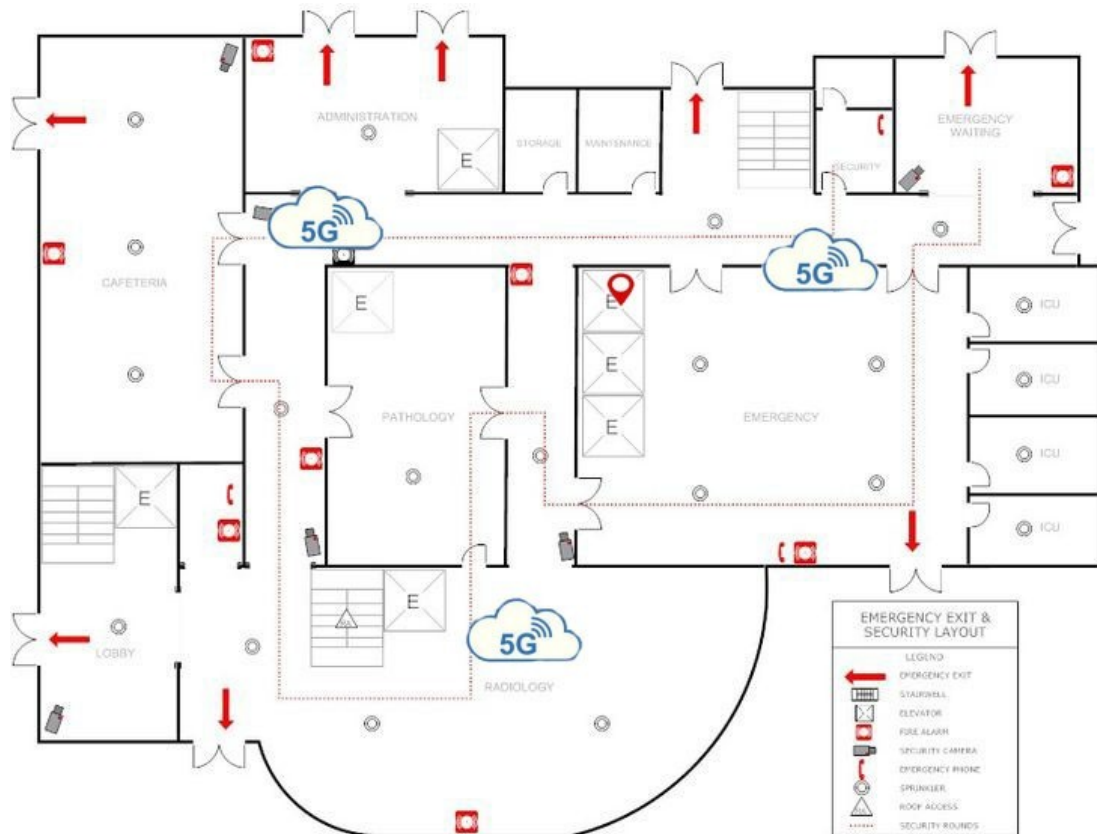 ADMINISTRATION
E
STORAGE
MAINTENANCE
SECURITY
EMERGENCY
WAITING
5G
5G
CAFETERIA
E
E
E
E
PATHOLOGY
EMERGENCY
ICU
ICU
ICU
ICU
E
E
5G
LOBBY
RADIOLOGY
EMERGENCY EXIT &
SECURITY LAYOUT
LEGEND
EMERGENCY EXIT
STAIRWELL
ELEVATOR
FIRE ALARM
SECURITY CAMERA
EMERGENCY PHONE
SPRINKLER
ROOF ACCESS
SECURITY ROUNDS